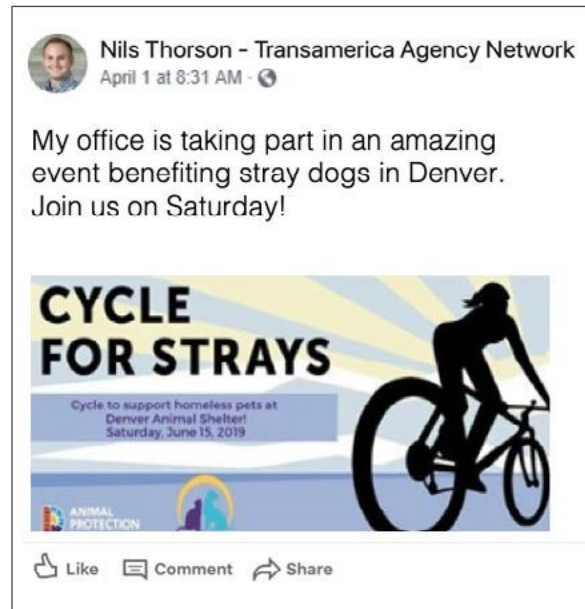 Nils Thorson - Transamerica Agency Network
April 1 at 8:31 AM ·
My office is taking part in an amazing
event benefiting stray dogs in Denver.
Join us on Saturday!
CYCLE
FOR STRAYS
Cycle to support homeless pets at
Denver Animal Shelter!
Saturday, June 15, 2019
ANIMAL
PROTECTION
Like Comment Share